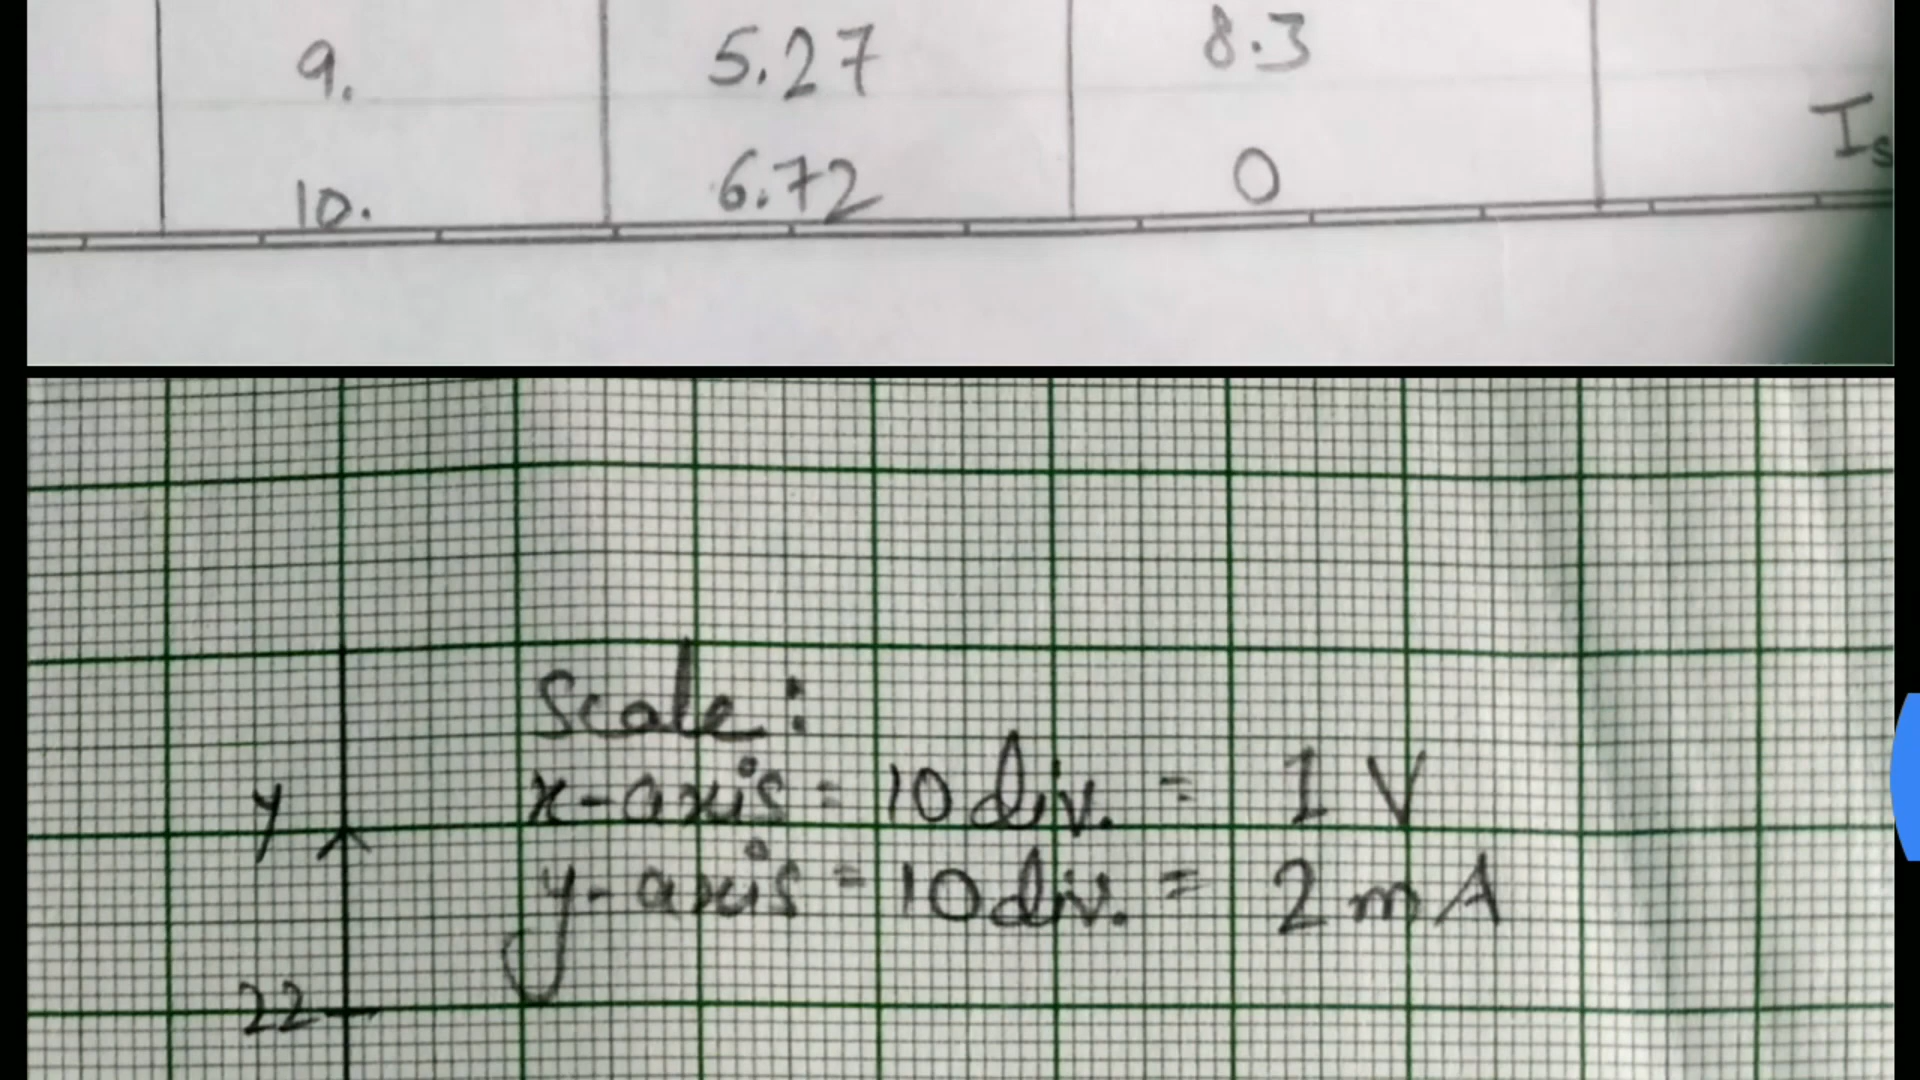 9. 5.27 8.3
10. 6.72 0
Is
Scale:
x-axis = 10 div. = 1 V
y
y-axis = 10 div. = 2 mA
22